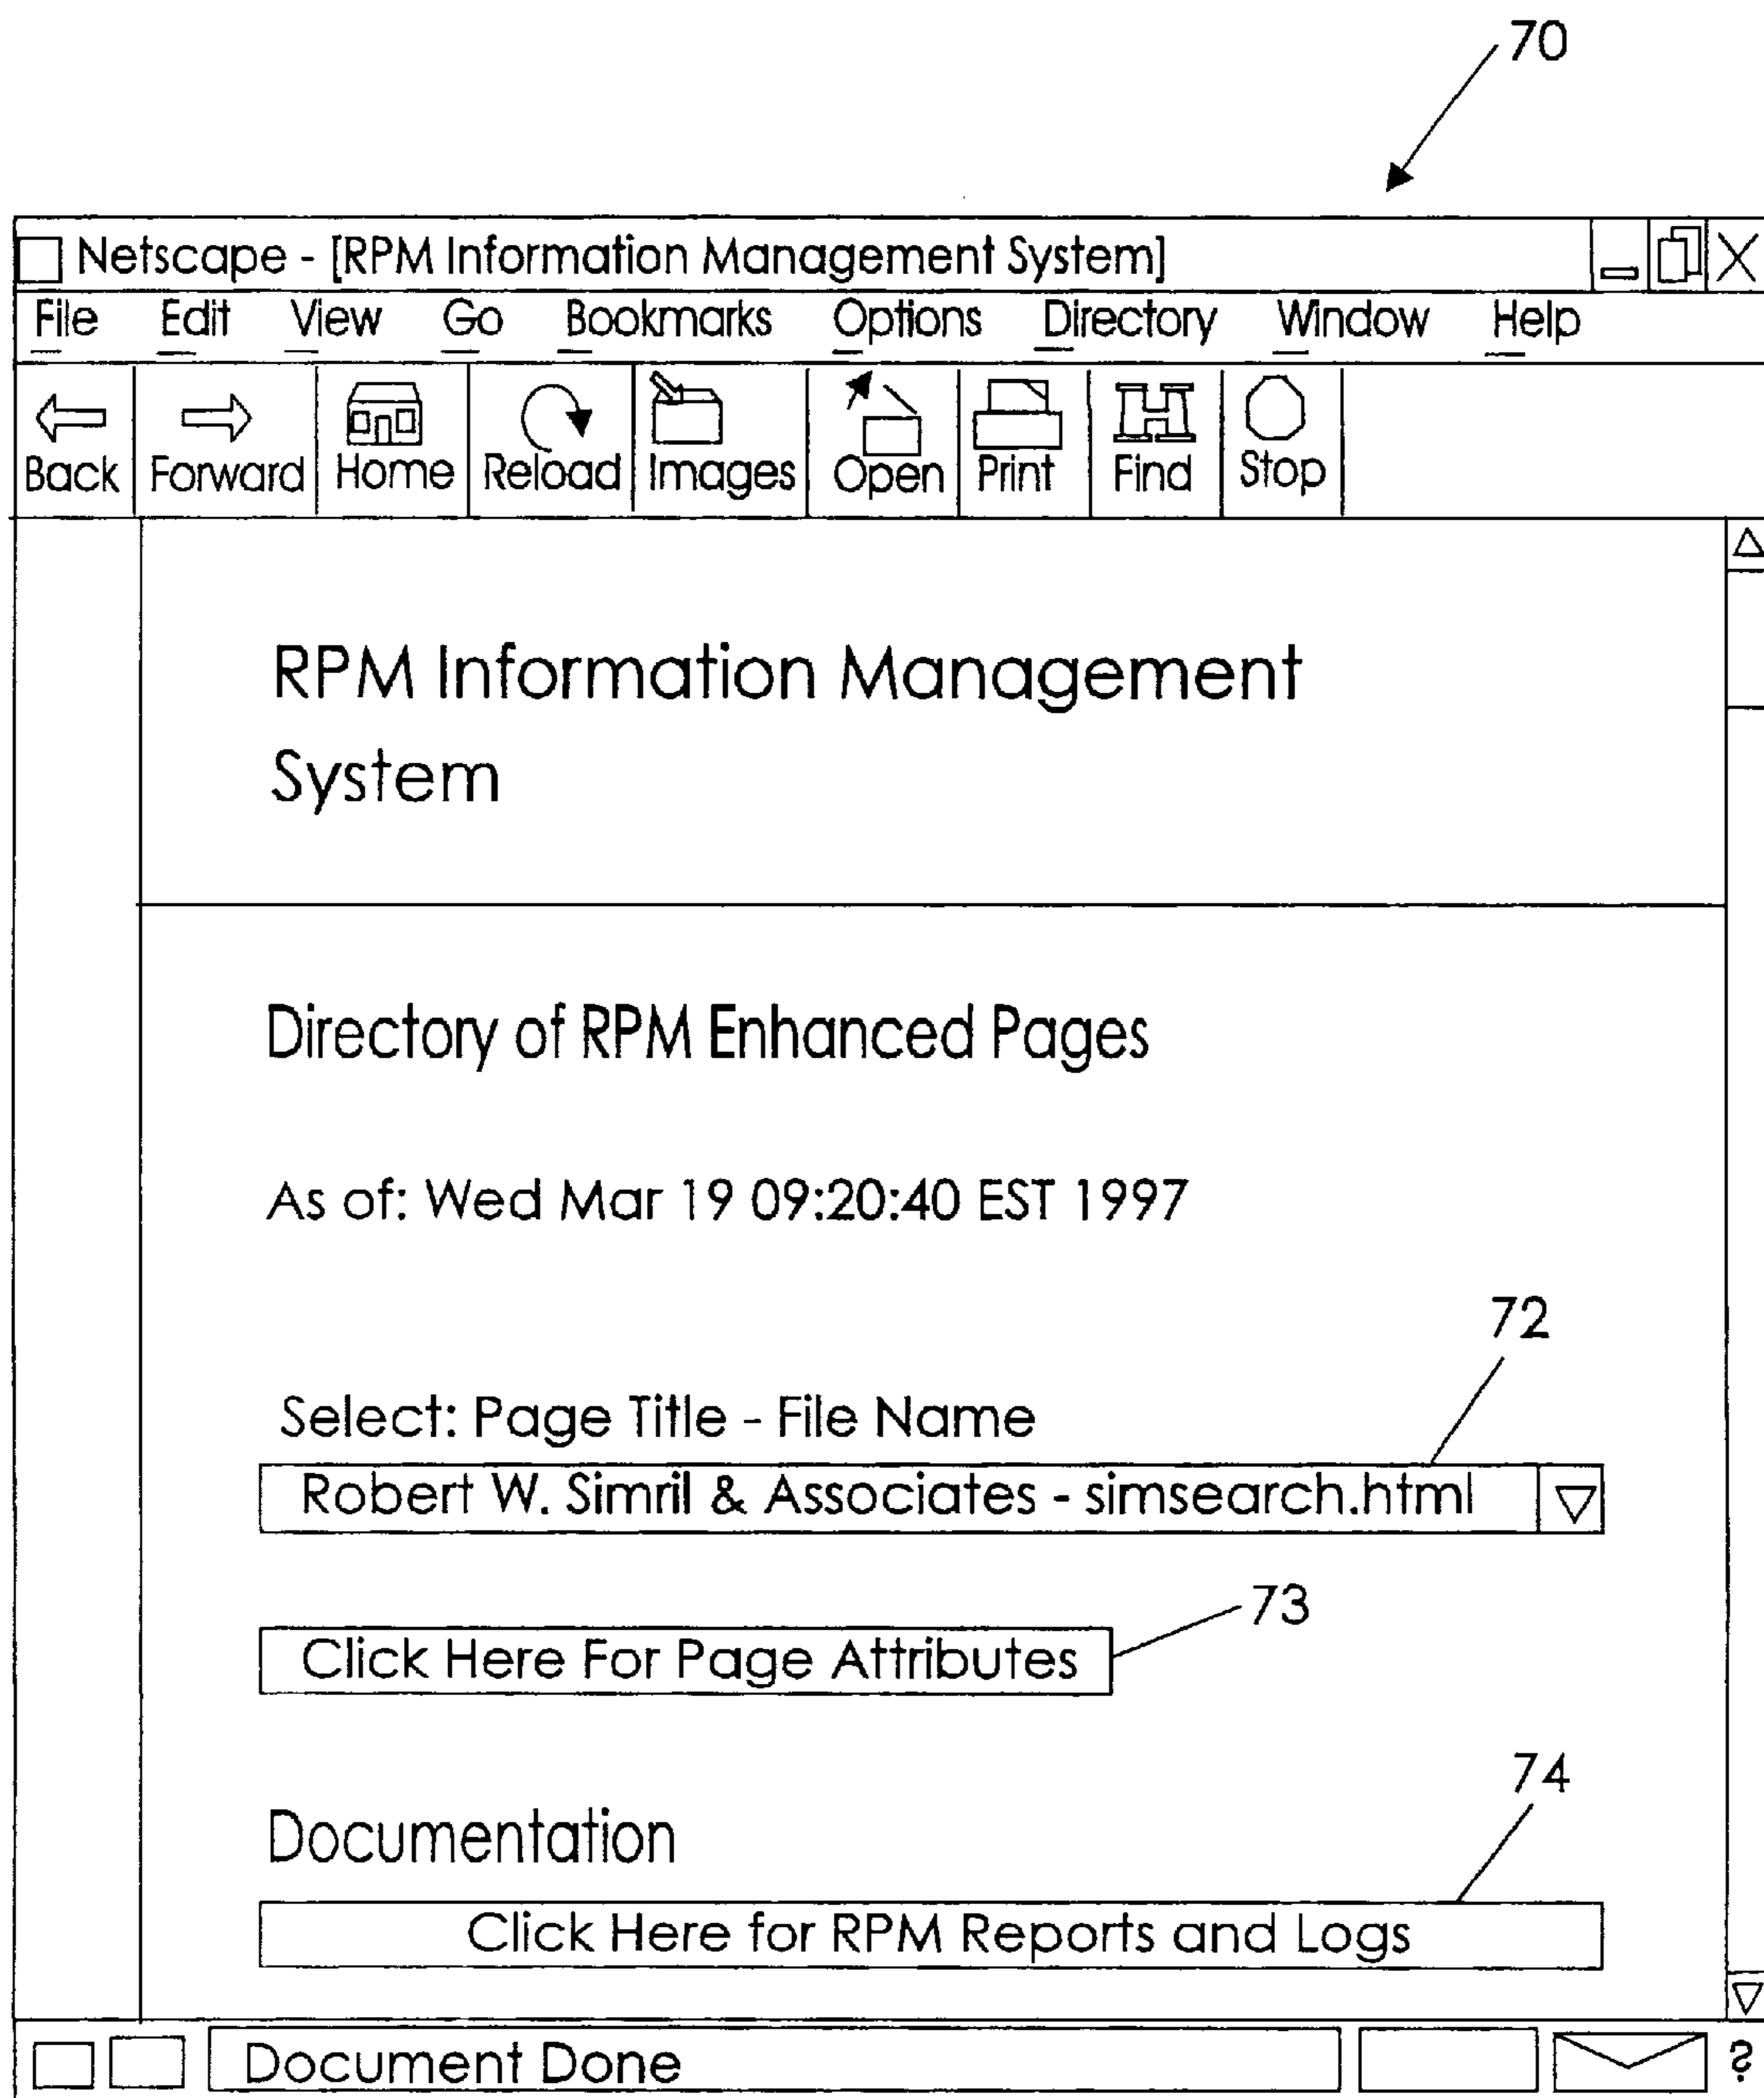 70
Netscape - [RPM Information Management System]
File Edit View Go Bookmarks Options Directory Window Help
Back Forward Home Reload Images Open Print Find Stop
RPM Information Management
System
Directory of RPM Enhanced Pages
As of: Wed Mar 19 09:20:40 EST 1997
72
Select: Page Title - File Name
Robert W. Simril & Associates - simsearch.html
73
Click Here For Page Attributes
74
Documentation
Click Here for RPM Reports and Logs
Document Done ?